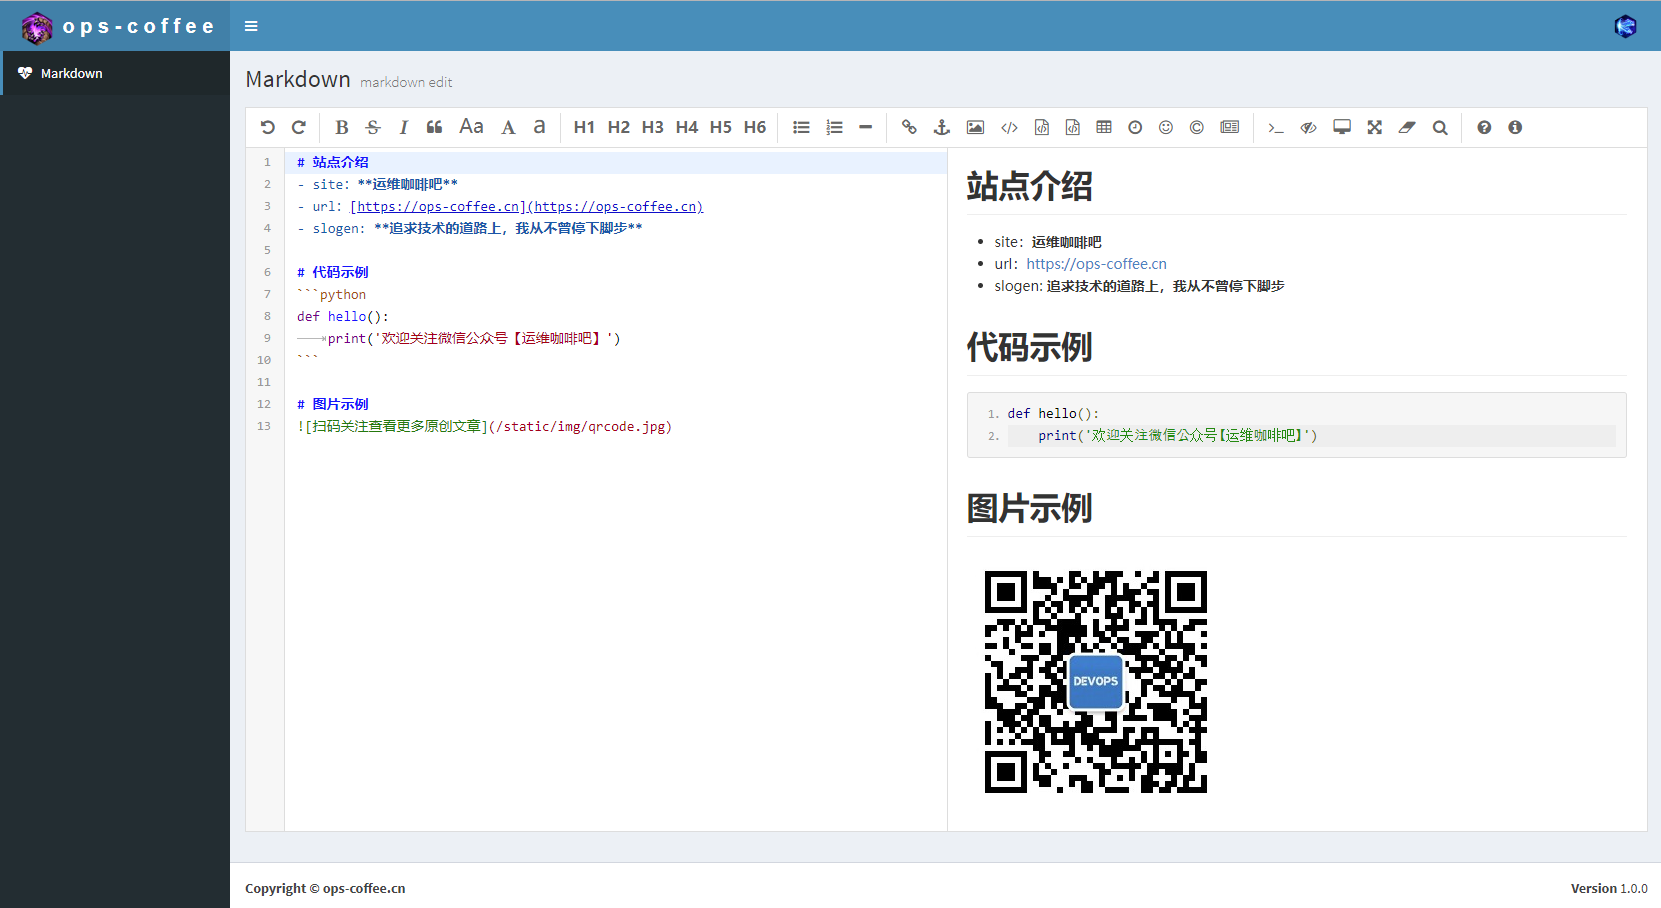 ops-coffee
Markdown
Markdown markdown edit
B S I Aa A a H1 H2 H3 H4 H5 H6
1 # 站点介绍
2 - site：**运维咖啡吧**
3 - url：[https://ops-coffee.cn](https://ops-coffee.cn)
4 - slogen: **追求技术的道路上，我从不曾停下脚步**
5
6 # 代码示例
7 ```python
8 def hello():
9 print('欢迎关注微信公众号【运维咖啡吧】')
10 ```
11
12 # 图片示例
13 ![扫码关注查看更多原创文章](/static/img/qrcode.jpg)
站点介绍
• site：运维咖啡吧
• url：https://ops-coffee.cn
• slogen: 追求技术的道路上，我从不曾停下脚步
代码示例
1. def hello():
2. print('欢迎关注微信公众号【运维咖啡吧】')
图片示例
DEVOPS
Copyright © ops-coffee.cn
Version 1.0.0